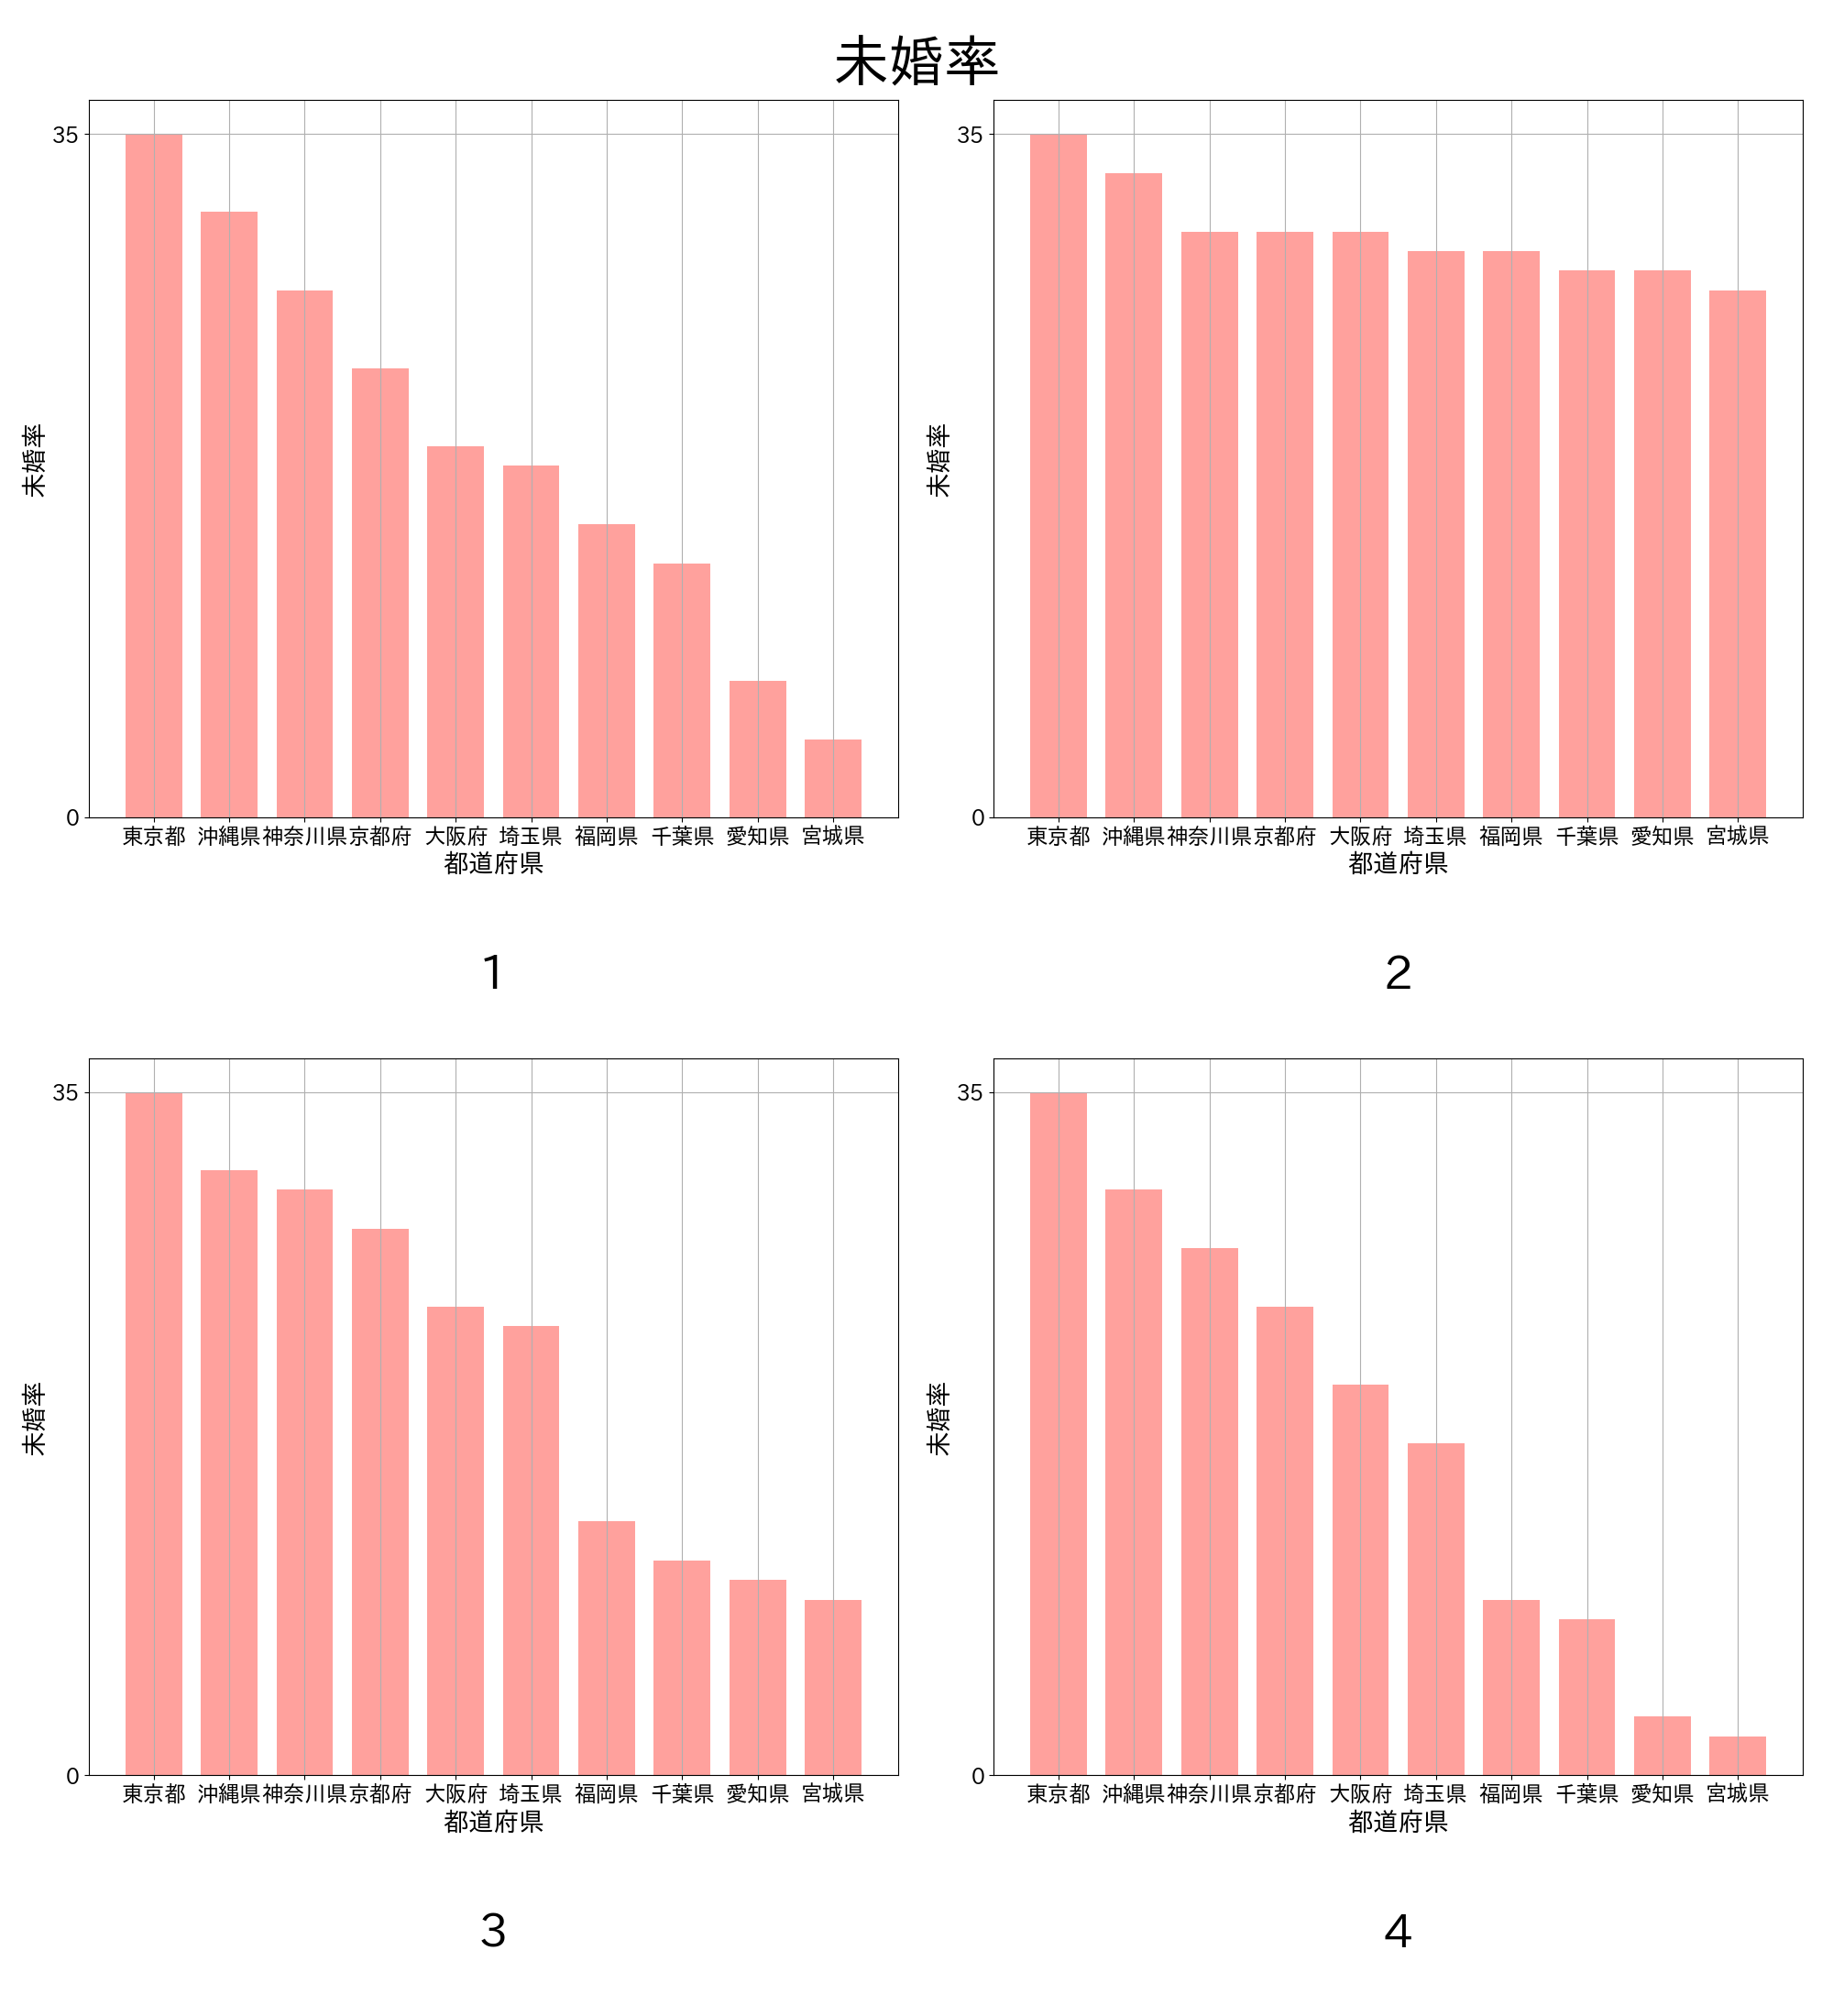 未婚率
35
0
未婚率
東京都 沖縄県 神奈川県 京都府 大阪府 埼玉県 福岡県 千葉県 愛知県 宮城県
都道府県
1
35
0
未婚率
東京都 沖縄県 神奈川県 京都府 大阪府 埼玉県 福岡県 千葉県 愛知県 宮城県
都道府県
2
35
0
未婚率
東京都 沖縄県 神奈川県 京都府 大阪府 埼玉県 福岡県 千葉県 愛知県 宮城県
都道府県
3
35
0
未婚率
東京都 沖縄県 神奈川県 京都府 大阪府 埼玉県 福岡県 千葉県 愛知県 宮城県
都道府県
4